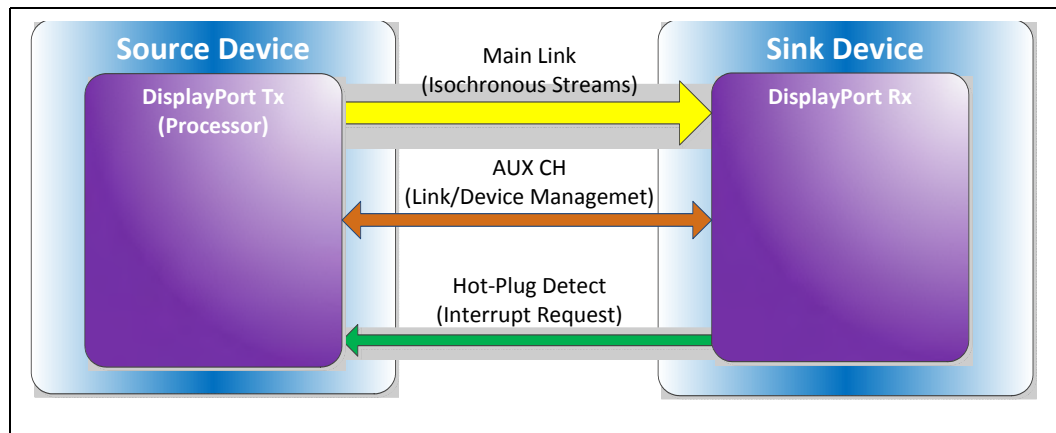 Source Device
DisplayPort Tx
(Processor)
Main Link
(Isochronous Streams)
AUX CH
(Link/Device Managemet)
Hot-Plug Detect
(Interrupt Request)
Sink Device
DisplayPort Rx